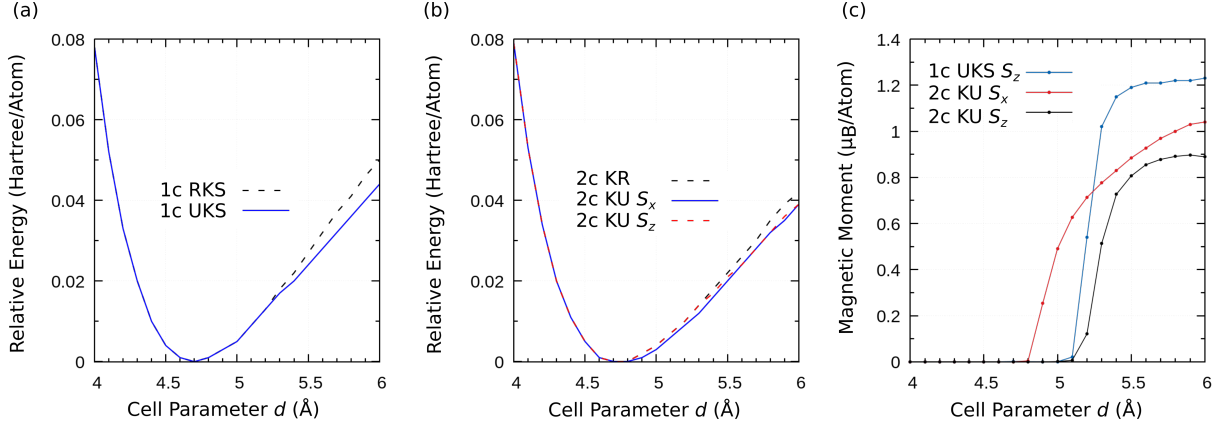 (a)
Relative Energy (Hartree/Atom)
0.08
0.06
0.04
0.02
0
1c RKS
1c UKS
4
4.5
5
5.5
6
Cell Parameter d (Å)
(b)
Relative Energy (Hartree/Atom)
0.08
0.06
0.04
0.02
0
2c KR
2c KU Sx
2c KU Sz
4
4.5
5
5.5
6
Cell Parameter d (Å)
(c)
Magnetic Moment (μB/Atom)
1.4
1.2
1
0.8
0.6
0.4
0.2
0
1c UKS Sz
2c KU Sx
2c KU Sz
4
4.5
5
5.5
6
Cell Parameter d (Å)